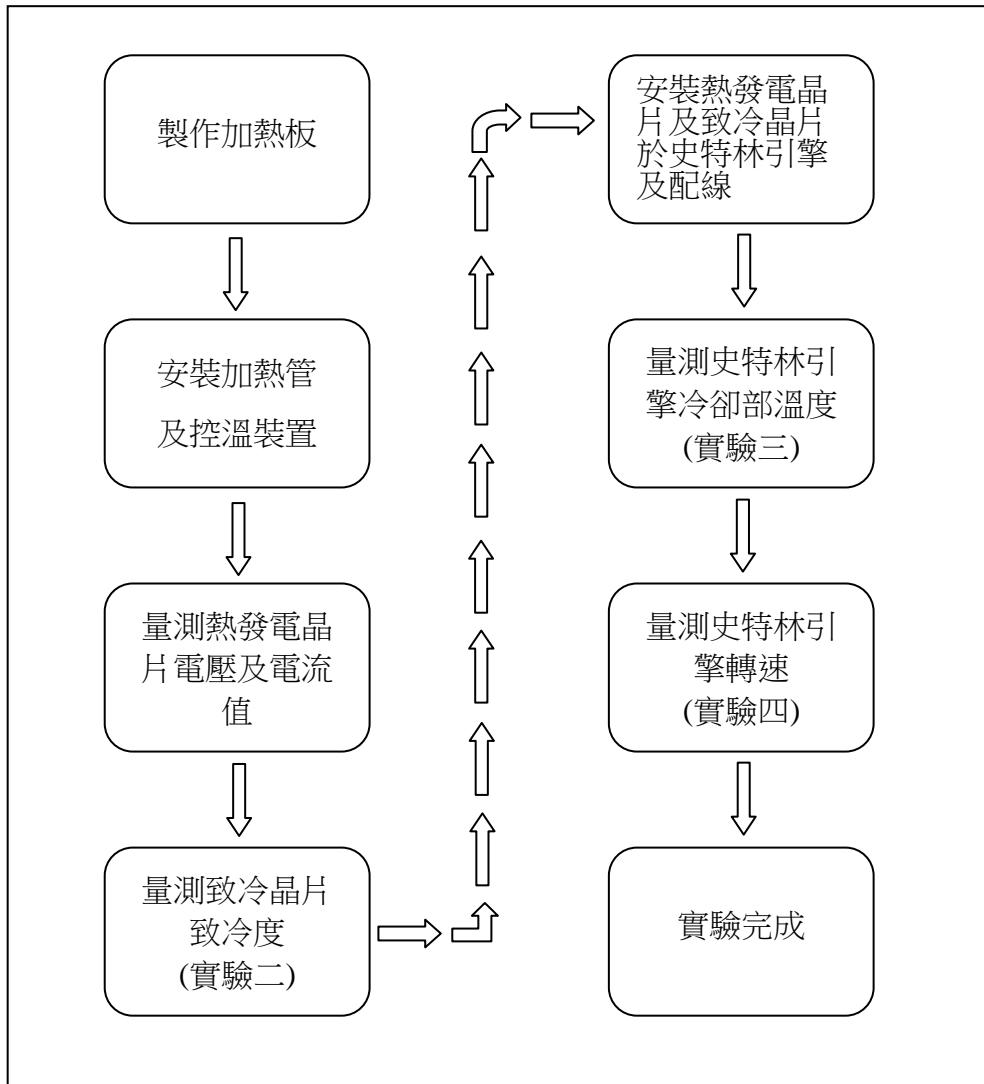 製作加熱板
安裝加熱管
及控溫裝置
量測熱發電晶
片電壓及電流
值
量測致冷晶片
致冷度
(實驗二)
安裝熱發電晶
片及致冷晶片
於史特林引擎
及配線
量測史特林引
擎冷卻部溫度
(實驗三)
量測史特林引
擎轉速
(實驗四)
實驗完成